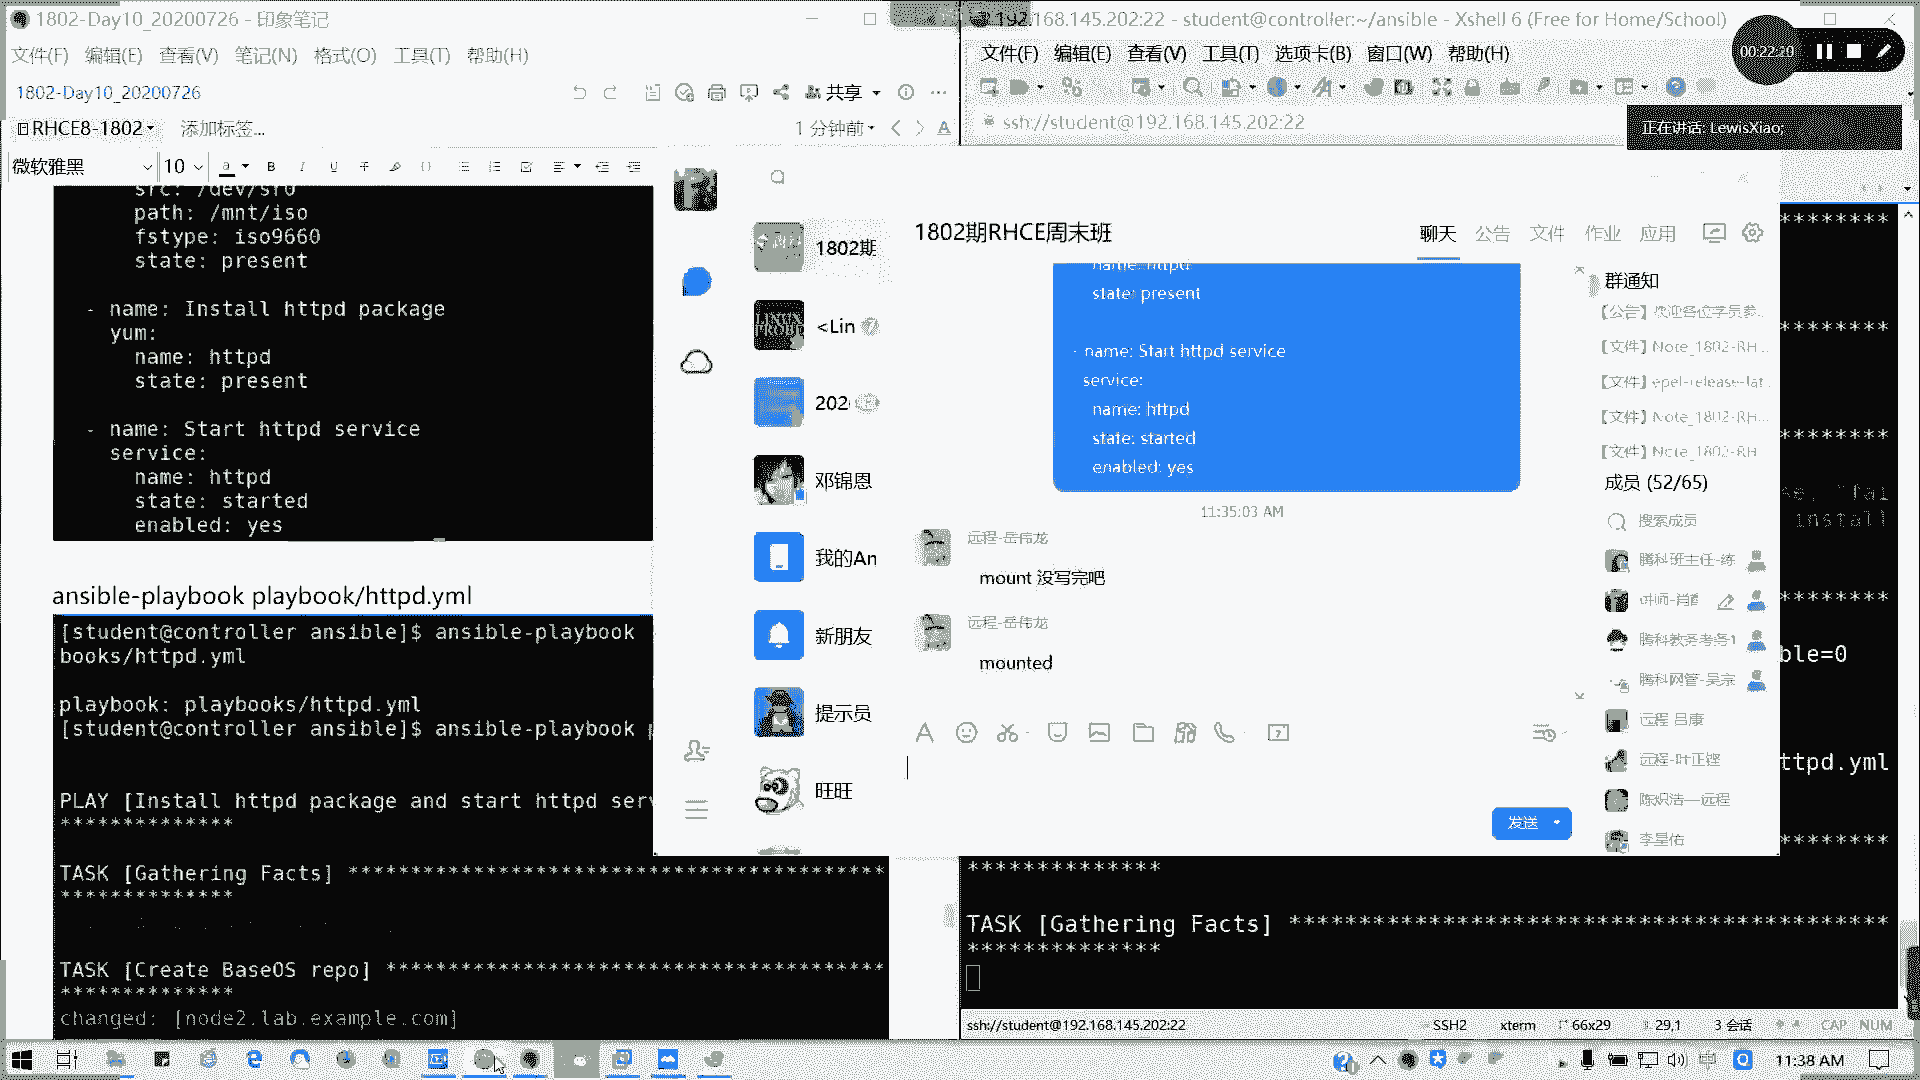 1802-Day10_20200726 - 印象笔记
文件(F) 编辑(E) 查看(V) 笔记(N) 格式(O) 工具(T) 帮助(H)
1802-Day10_20200726
共享
RHCE8-1802
添加标签...
1 分钟前
微软雅黑
10
src: /dev/sr0
path: /mnt/iso
fstype: iso9660
state: present
- name: Install httpd package
yum:
name: httpd
state: present
- name: Start httpd service
service:
name: httpd
state: started
enabled: yes
ansible-playbook playbook/httpd.yml
[student@controller ansible]$ ansible-playbook
books/httpd.yml
playbook: playbooks/httpd.yml
[student@controller ansible]$ ansible-playbook p
PLAY [Install httpd package and start httpd serv
**************
TASK [Gathering Facts] *******************************************
**************
TASK [Create BaseOS repo] ****************************************
**************
changed: [node2.lab.example.com]
192.168.145.202:22 - student@controller:~/ansible - Xshell 6 (Free for Home/School)
文件(F) 编辑(E) 查看(V) 工具(T) 选项卡(B) 窗口(W) 帮助(H)
00:22:20
ssh://student@192.168.145.202:22
正在讲话: LewisXiao;
1802期
<Lin
202
邓锦恩
我的An
新朋友
提示员
旺旺
1802期RHCE周末班
聊天 公告 文件 作业 应用
name: httpd
state: present
- name: Start httpd service
service:
name: httpd
state: started
enabled: yes
11:35:03 AM
远程-岳伟龙
mount 没写完吧
远程-岳伟龙
mounted
发送
群通知
【公告】欢迎各位学员参...
【文件】Note_1802-RH...
【文件】epel-release-lat...
【文件】Note_1802-RH...
【文件】Note_1802-RH
成员 (52/65)
搜索成员
腾科班主任-练
腾科教务考务-1
腾科网管-吴宗
远程 吕康
远程-叶正铿
陈炽浩—远程
李星佑
*******
*******
*******
se, "fai
install
*******
ble=0
ttpd.yml
*******
**************
TASK [Gathering Facts] *******************************************
**************
ssh://student@192.168.145.202:22
SSH2
xterm
66x29
29,1
3 会话
CAP NUM
11:38 AM